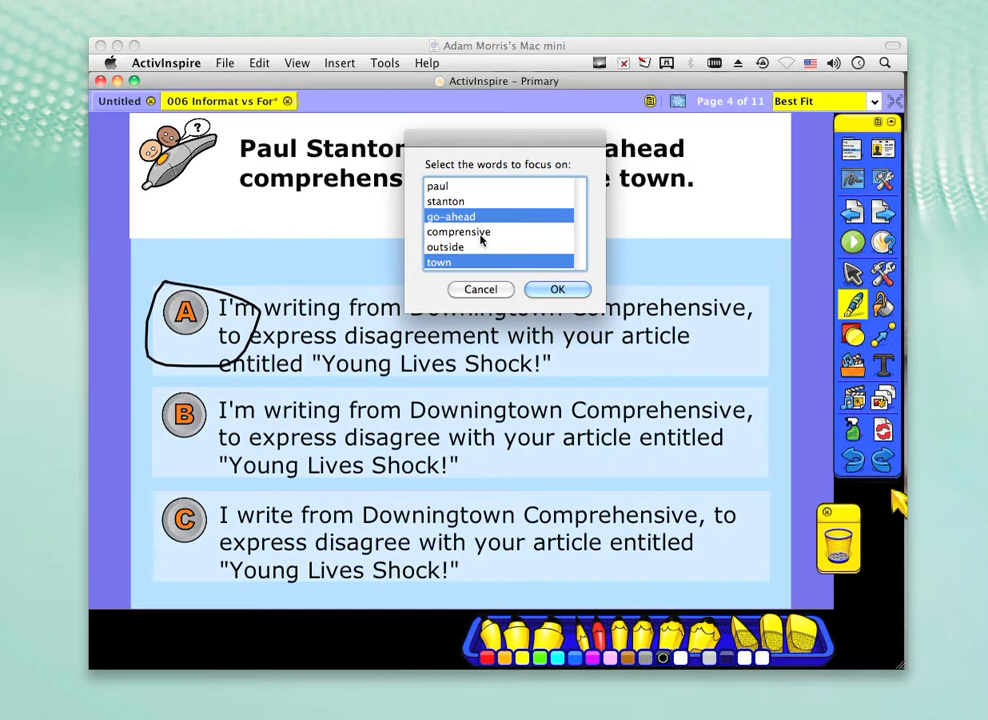 Adam Morris's Mac mini
ActivInspire File Edit View Insert Tools Help
ActivInspire – Primary
Untitled 006 Informat vs For* Page 4 of 11 Best Fit
?
Paul Stanton ahead
comprehens e town.
Select the words to focus on:
paul
stanton
go-ahead
comprensive
outside
town
Cancel OK
A I'm writing from Downingtown Comprehensive,
to express disagreement with your article
entitled "Young Lives Shock!"
B I'm writing from Downingtown Comprehensive,
to express disagree with your article entitled
"Young Lives Shock!"
C I write from Downingtown Comprehensive, to
express disagree with your article entitled
"Young Lives Shock!"
T